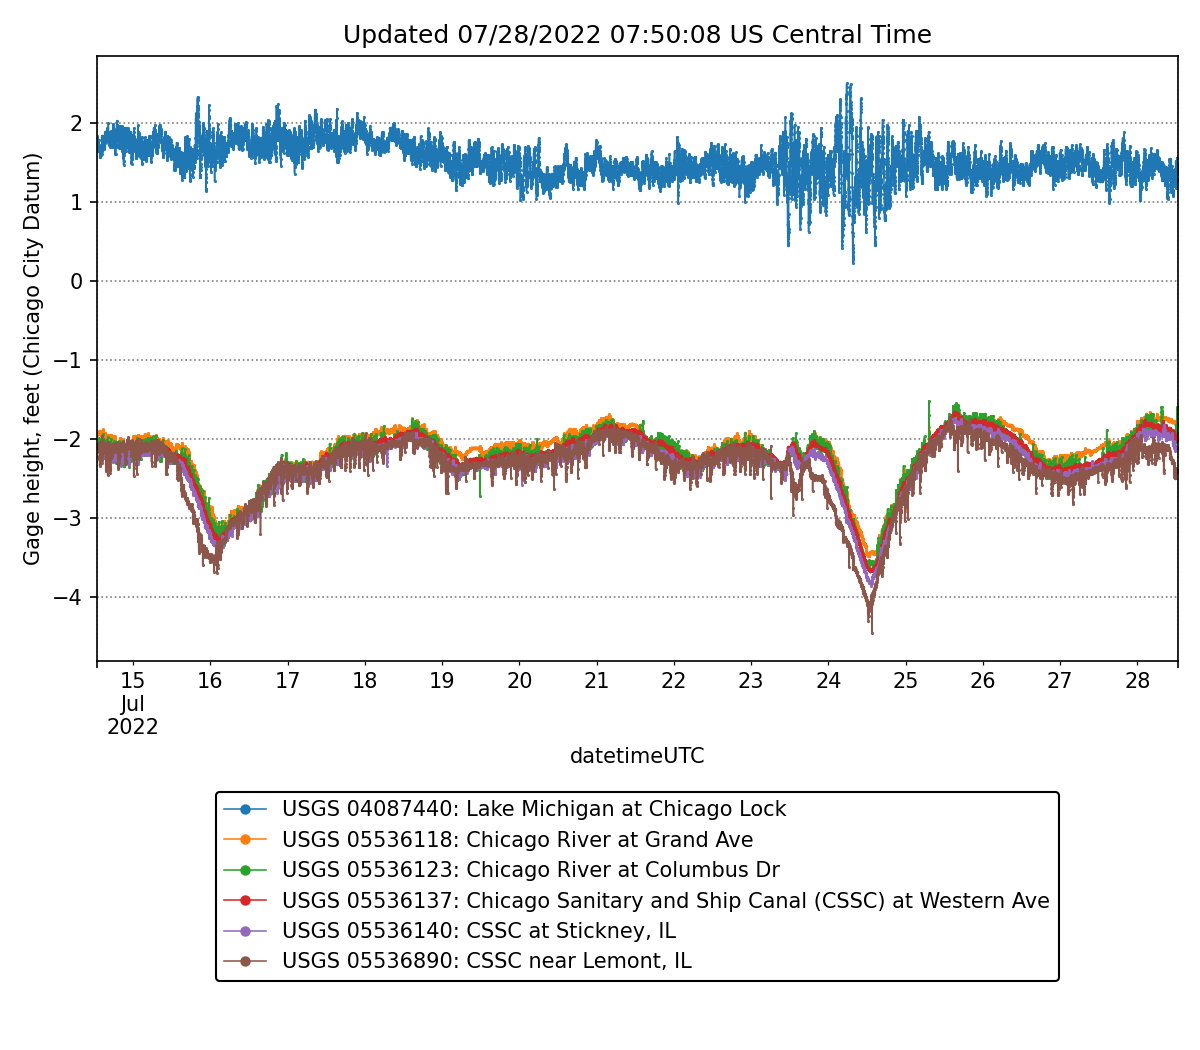 Updated 07/28/2022 07:50:08 US Central Time
Gage height, feet (Chicago City Datum)
2
1
0
−1
−2
−3
−4
15 16 17 18 19 20 21 22 23 24 25 26 27 28
Jul
2022
datetimeUTC
USGS 04087440: Lake Michigan at Chicago Lock
USGS 05536118: Chicago River at Grand Ave
USGS 05536123: Chicago River at Columbus Dr
USGS 05536137: Chicago Sanitary and Ship Canal (CSSC) at Western Ave
USGS 05536140: CSSC at Stickney, IL
USGS 05536890: CSSC near Lemont, IL